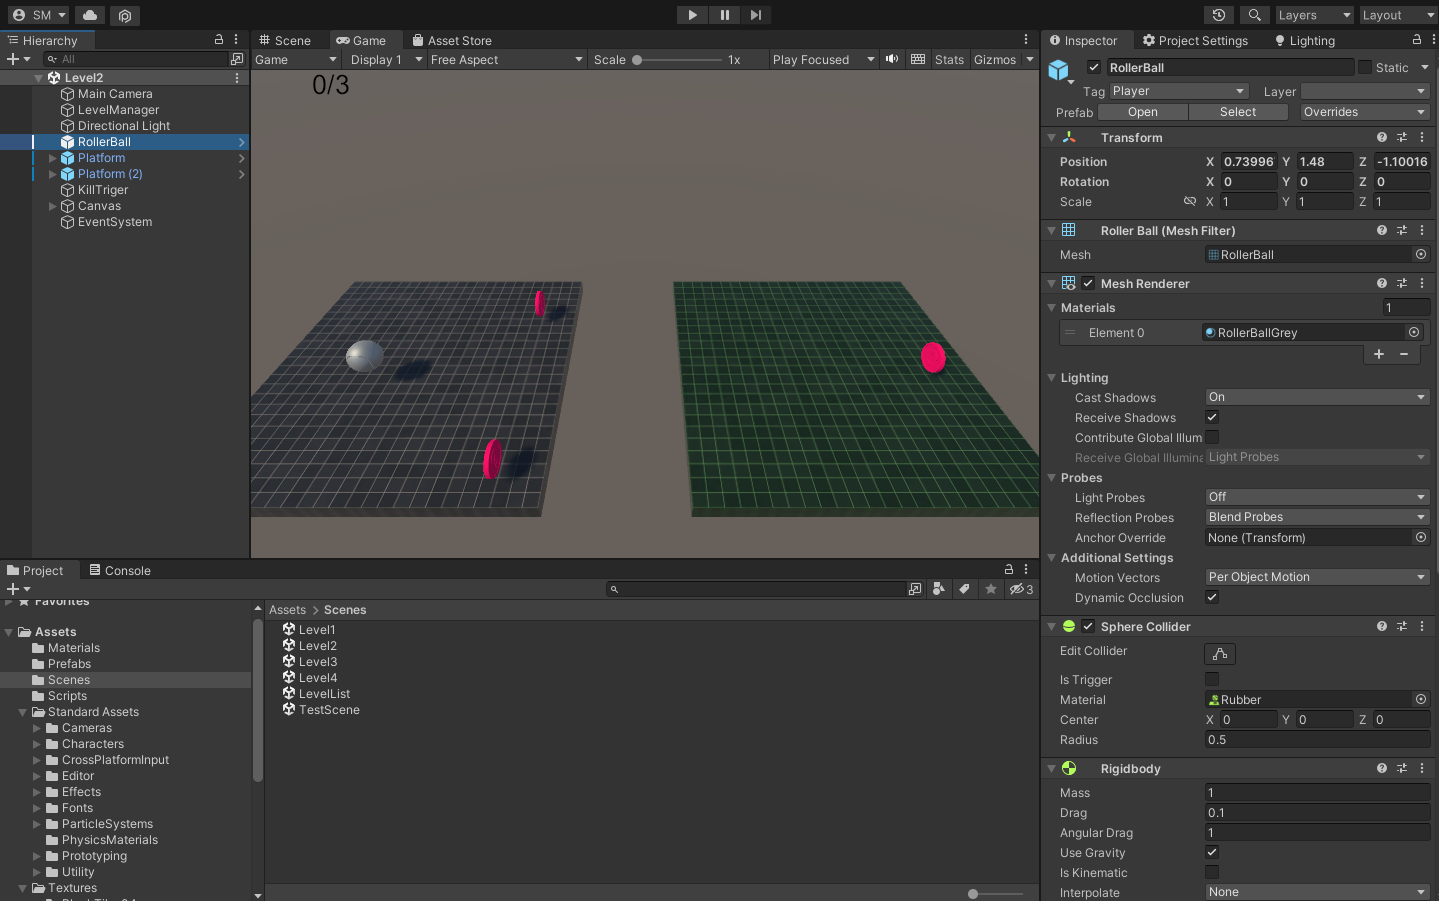 SM
Layers
Layout
Hierarchy
All
Level2
Main Camera
LevelManager
Directional Light
RollerBall
Platform
Platform (2)
KillTriger
Canvas
EventSystem
Scene
Game
Asset Store
Game
Display 1
Free Aspect
Scale
1x
Play Focused
Stats
Gizmos
0/3
Project
Console
3
Favorites
Assets
Materials
Prefabs
Scenes
Scripts
Standard Assets
Cameras
Characters
CrossPlatformInput
Editor
Effects
Fonts
ParticleSystems
PhysicsMaterials
Prototyping
Utility
Textures
Assets > Scenes
Level1
Level2
Level3
Level4
LevelList
TestScene
Inspector
Project Settings
Lighting
RollerBall
Static
Tag Player
Layer
Prefab Open Select Overrides
Transform
Position X 0.73996 Y 1.48 Z -1.10016
Rotation X 0 Y 0 Z 0
Scale X 1 Y 1 Z 1
Roller Ball (Mesh Filter)
Mesh RollerBall
Mesh Renderer
Materials 1
Element 0 RollerBallGrey
Lighting
Cast Shadows On
Receive Shadows
Contribute Global Illum
Receive Global Illumina Light Probes
Probes
Light Probes Off
Reflection Probes Blend Probes
Anchor Override None (Transform)
Additional Settings
Motion Vectors Per Object Motion
Dynamic Occlusion
Sphere Collider
Edit Collider
Is Trigger
Material Rubber
Center X 0 Y 0 Z 0
Radius 0.5
Rigidbody
Mass 1
Drag 0.1
Angular Drag 1
Use Gravity
Is Kinematic
Interpolate None